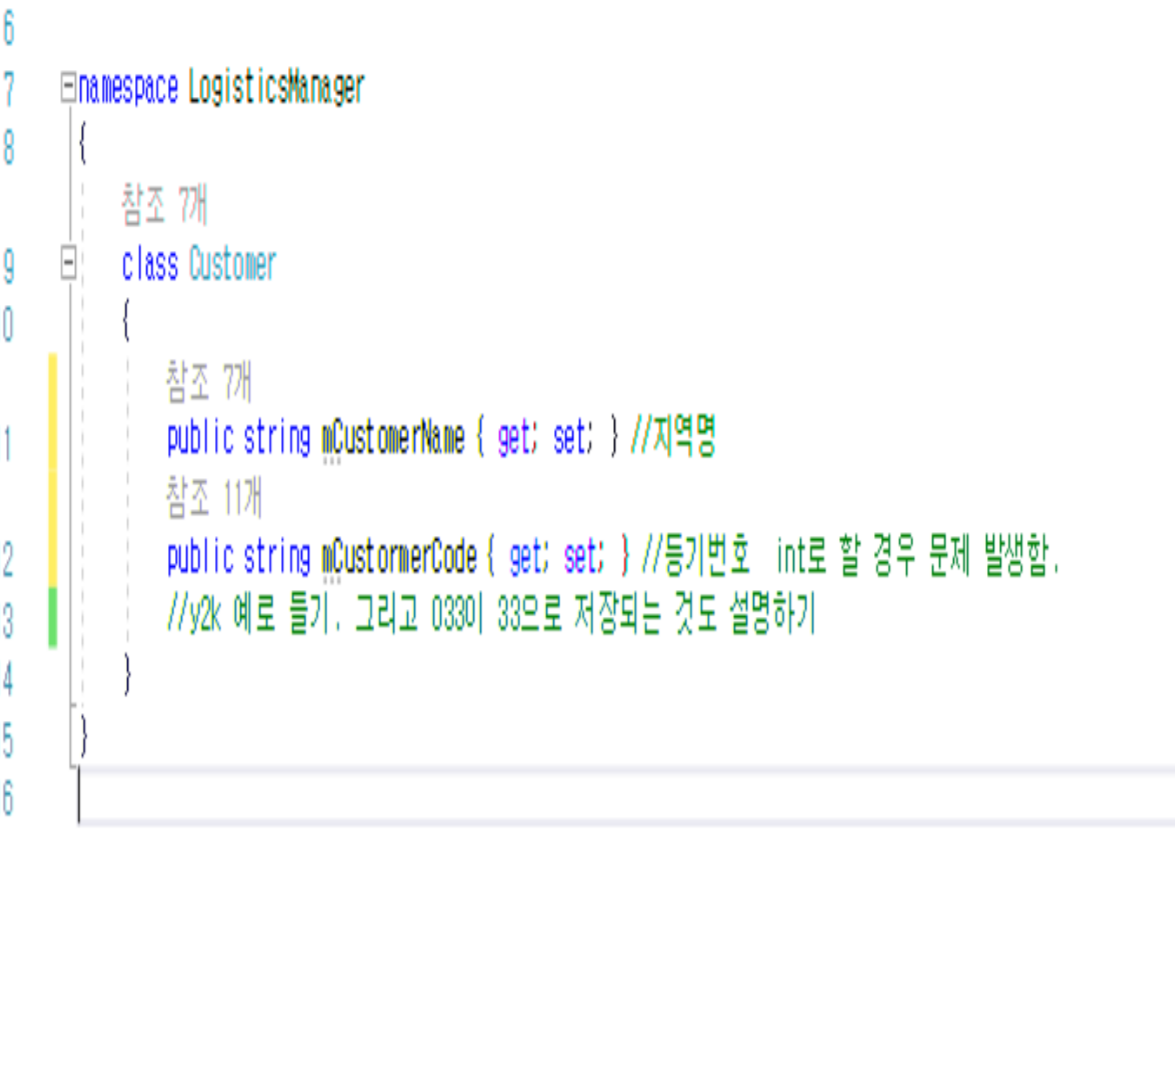 6
7 namespace LogisticsManager
8 {
참조 7개
9 class Customer
0 {
참조 7개
1 public string mCustomerName { get; set; } //지역명
참조 11개
2 public string mCustormerCode { get; set; } //등기번호  int로 할 경우 문제 발생함.
3 //y2k 예로 들기. 그리고 033이 33으로 저장되는 것도 설명하기
4 }
5 }
6